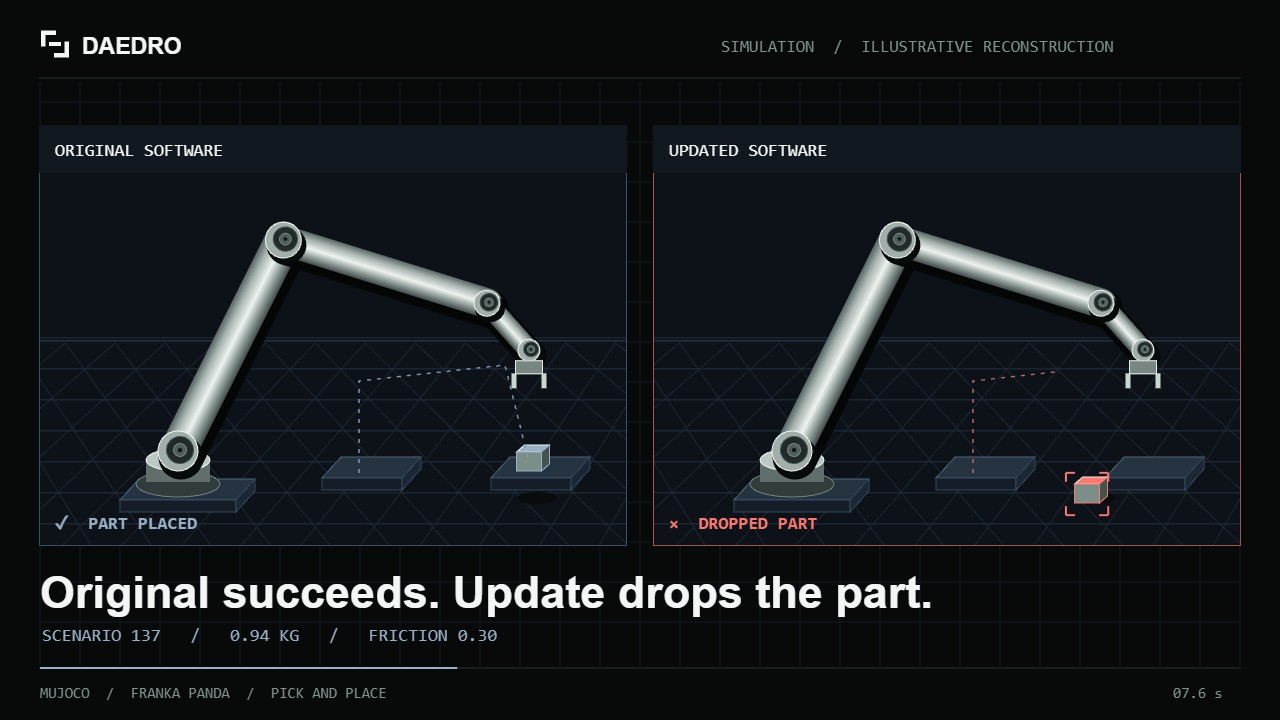 DAEDRO
SIMULATION / ILLUSTRATIVE RECONSTRUCTION
ORIGINAL SOFTWARE
✓ PART PLACED
UPDATED SOFTWARE
× DROPPED PART
Original succeeds. Update drops the part.
SCENARIO 137 / 0.94 KG / FRICTION 0.30
MUJOCO / FRANKA PANDA / PICK AND PLACE
07.6 s